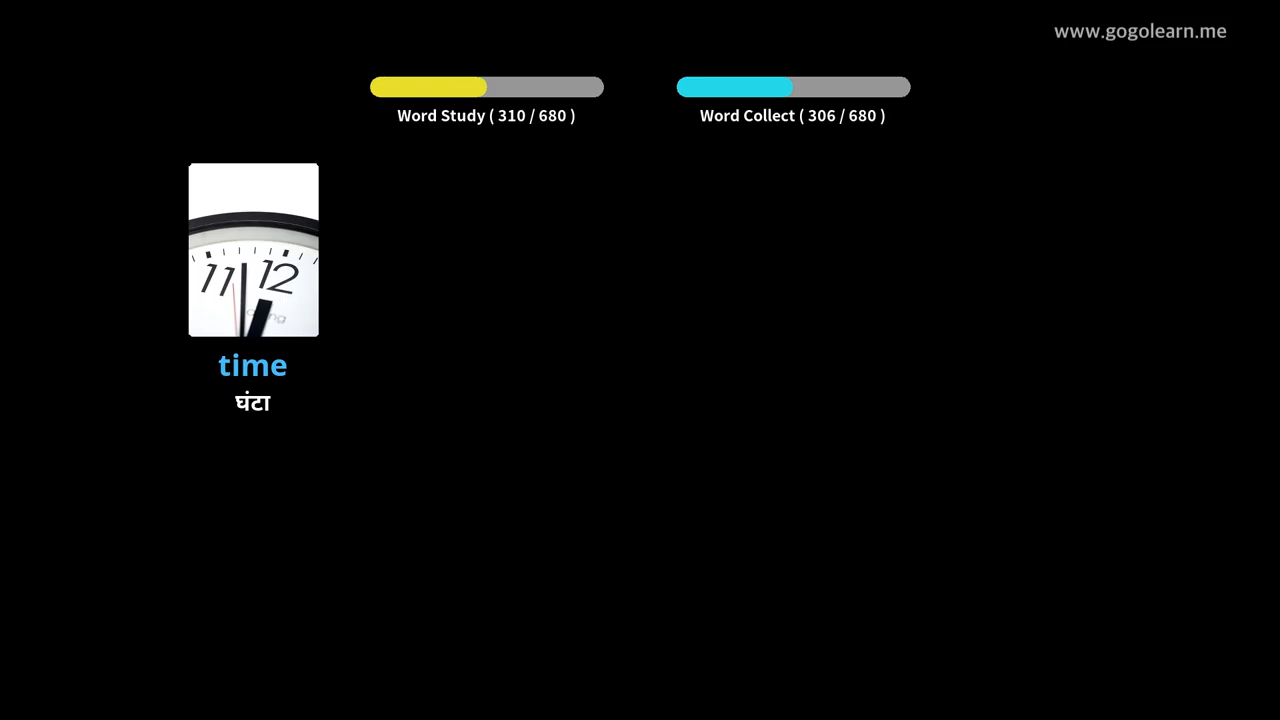 www.gogolearn.me
Word Study ( 310 / 680 )
Word Collect ( 306 / 680 )
11 12
time
घंटा